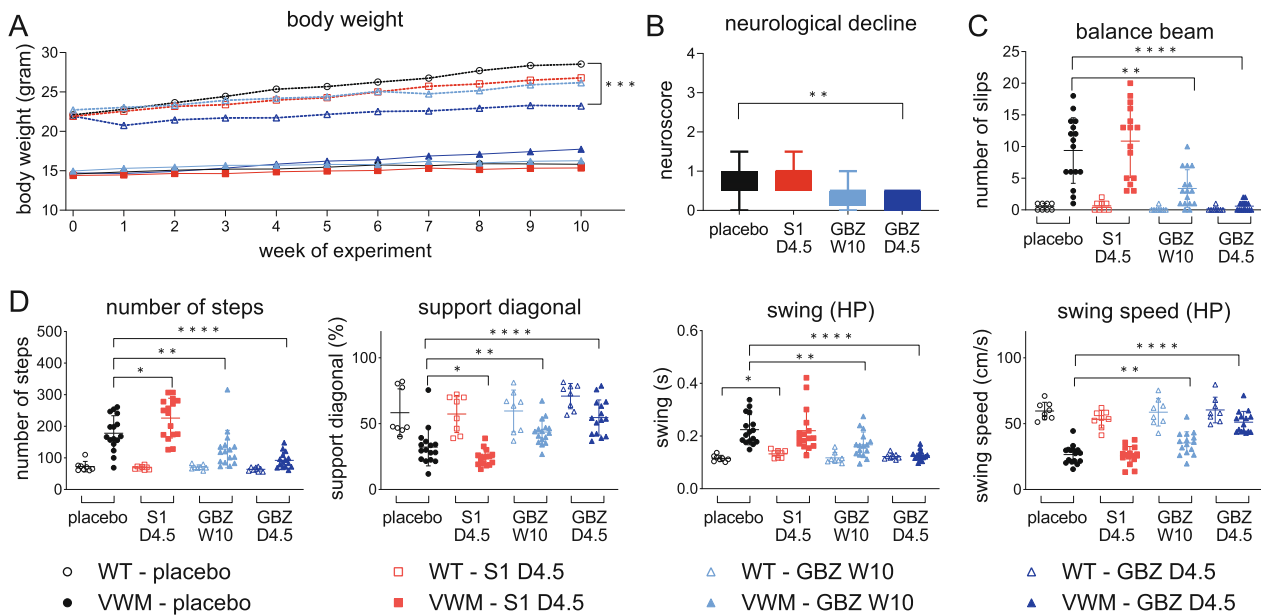 A
body weight
body weight (gram)
30
25
20
15
10
0 1 2 3 4 5 6 7 8 9 10
week of experiment
* * *
B
neurological decline
neuroscore
4
3
2
1
0
* *
placebo S1 D4.5 GBZ W10 GBZ D4.5
C
balance beam
number of slips
25
20
15
10
5
0
* * * *
* *
placebo S1 D4.5 GBZ W10 GBZ D4.5
D
number of steps
number of steps
500
400
300
200
100
0
* * * *
* *
*
placebo S1 D4.5 GBZ W10 GBZ D4.5
support diagonal
support diagonal (%)
100
50
0
* * * *
* *
*
placebo S1 D4.5 GBZ W10 GBZ D4.5
swing (HP)
swing (s)
0.6
0.4
0.2
0.0
* * * *
* *
*
placebo S1 D4.5 GBZ W10 GBZ D4.5
swing speed (HP)
swing speed (cm/s)
100
50
0
* * * *
* *
placebo S1 D4.5 GBZ W10 GBZ D4.5
WT - placebo
WT - S1 D4.5
WT - GBZ W10
WT - GBZ D4.5
VWM - placebo
VWM - S1 D4.5
VWM - GBZ W10
VWM - GBZ D4.5